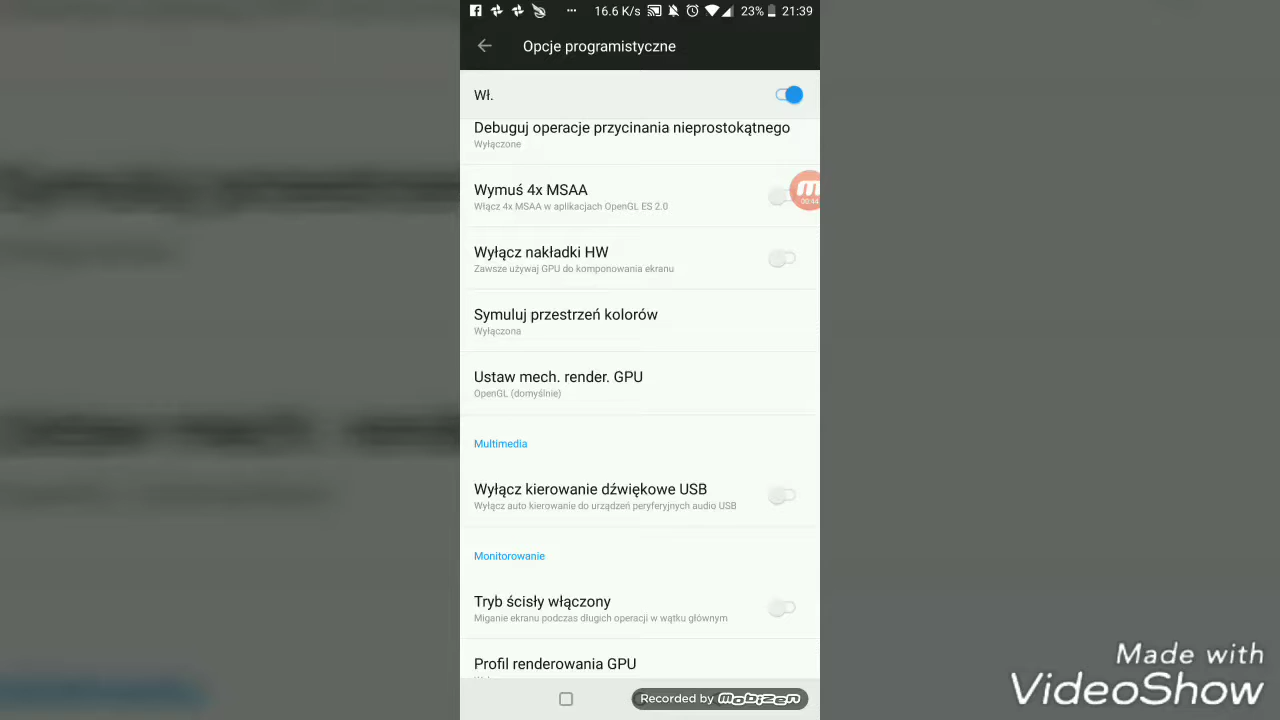 16.6 K/s 23% 21:39
Opcje programistyczne
Wł.
Debuguj operacje przycinania nieprostokątnego
Wyłączone
Wymuś 4x MSAA
Włącz 4x MSAA w aplikacjach OpenGL ES 2.0
00:44
Wyłącz nakładki HW
Zawsze używaj GPU do komponowania ekranu
Symuluj przestrzeń kolorów
Wyłączona
Ustaw mech. render. GPU
OpenGL (domyślnie)
Multimedia
Wyłącz kierowanie dźwiękowe USB
Wyłącz auto kierowanie do urządzeń peryferyjnych audio USB
Monitorowanie
Tryb ścisły włączony
Miganie ekranu podczas długich operacji w wątku głównym
Profil renderowania GPU
Recorded by mobizen
Made with
VideoShow